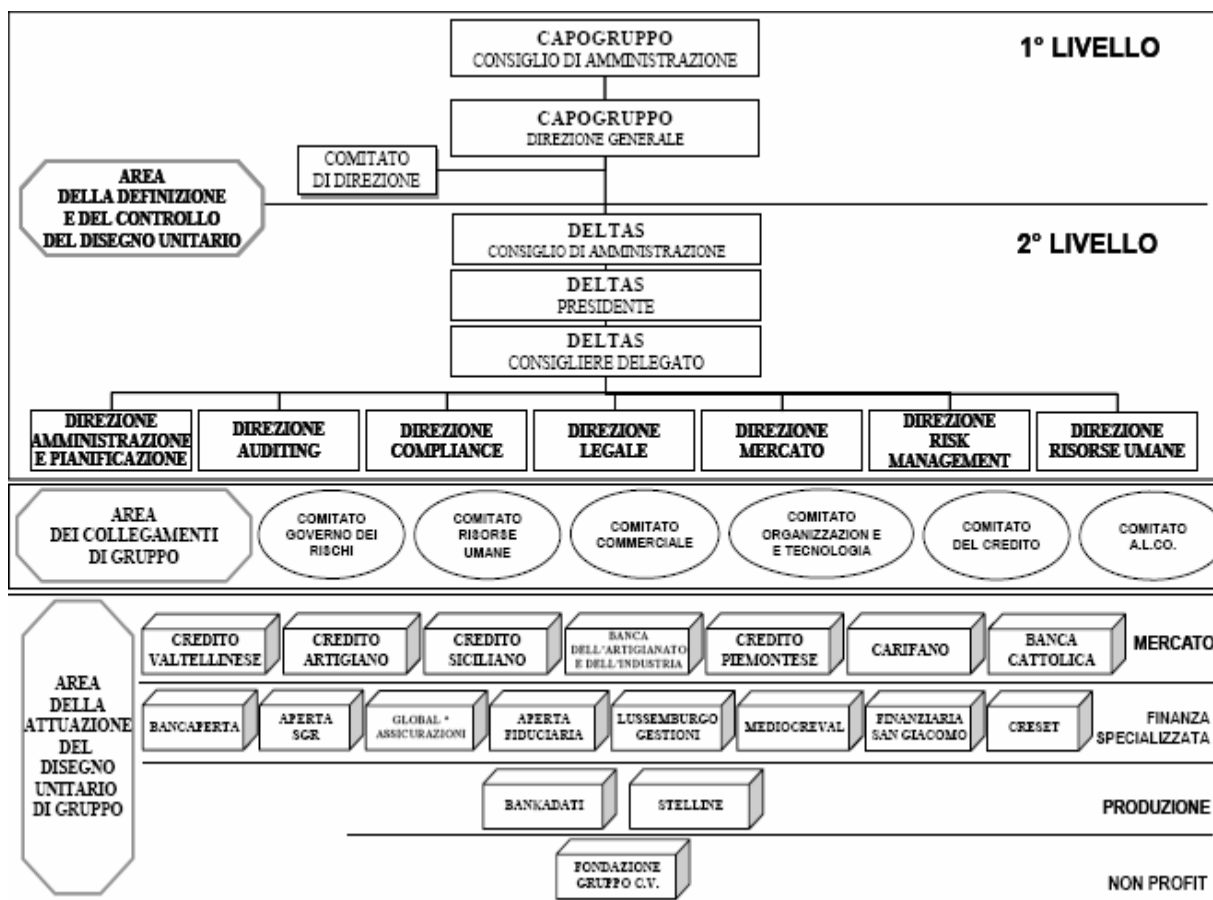 CAPOGRUPPO
CONSIGLIO DI AMMINISTRAZIONE
1° LIVELLO
CAPOGRUPPO
DIREZIONE GENERALE
COMITATO
DI DIREZIONE
AREA
DELLA DEFINIZIONE
E DEL CONTROLLO
DEL DISEGNO UNITARIO
DELTAS
CONSIGLIO DI AMMINISTRAZIONE
2° LIVELLO
DELTAS
PRESIDENTE
DELTAS
CONSIGLIERE DELEGATO
DIREZIONE
AMMINISTRAZIONE
E PIANIFICAZIONE
DIREZIONE
AUDITING
DIREZIONE
COMPLIANCE
DIREZIONE
LEGALE
DIREZIONE
MERCATO
DIREZIONE
RISK
MANAGEMENT
DIREZIONE
RISORSE UMANE
AREA
DEI COLLEGAMENTI
DI GRUPPO
COMITATO
GOVERNO DEI
RISCHI
COMITATO
RISORSE
UMANE
COMITATO
COMMERCIALE
COMITATO
ORGANIZZAZION E
E TECNOLOGIA
COMITATO
DEL CREDITO
COMITATO
A.L.CO.
AREA
DELLA
ATTUAZIONE
DEL
DISEGNO
UNITARIO
DI GRUPPO
CREDITO
VALTELLINESE
CREDITO
ARTIGIANO
CREDITO
SICILIANO
BANCA
DELL'ARTIGIANATO
E DELL'INDUSTRIA
CREDITO
PIEMONTESE
CARIFANO
BANCA
CATTOLICA
MERCATO
BANCAPERTA
APERTA
SGR
GLOBAL *
ASSICURAZIONI
APERTA
FIDUCIARIA
LUSSEMBURGO
GESTIONI
MEDIOCREVAL
FINANZIARIA
SAN GIACOMO
CRESET
FINANZA
SPECIALIZZATA
BANKADATI
STELLINE
PRODUZIONE
FONDAZIONE
GRUPPO C.V.
NON PROFIT